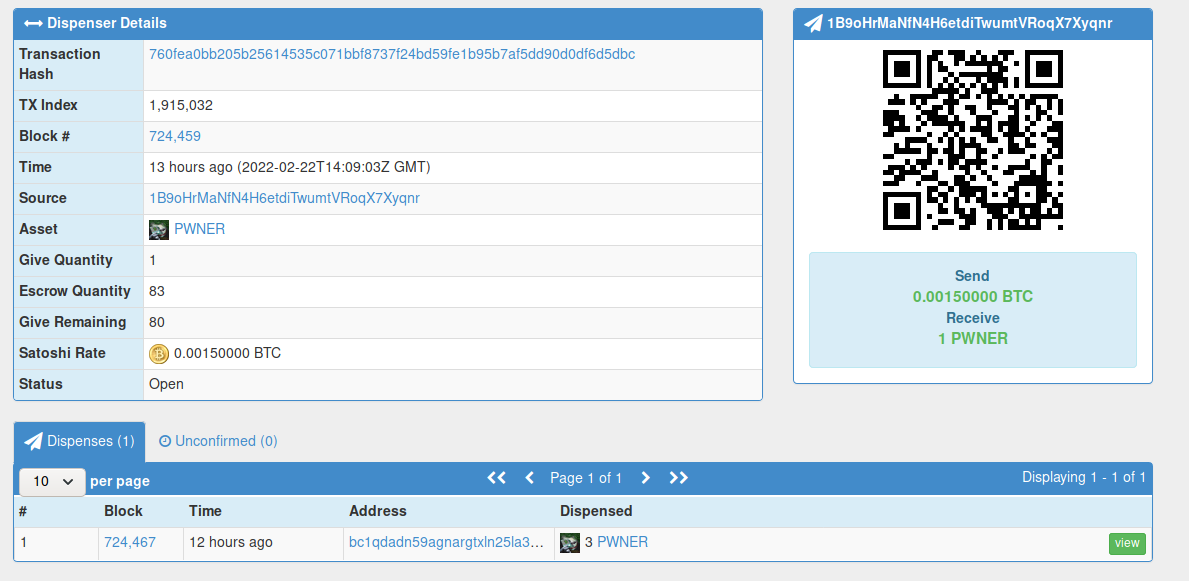 Dispenser Details
Transaction Hash 760fea0bb205b25614535c071bbf8737f24bd59fe1b95b7af5dd90d0df6d5dbc
TX Index 1,915,032
Block # 724,459
Time 13 hours ago (2022-02-22T14:09:03Z GMT)
Source 1B9oHrMaNfN4H6etdiTwumtVRoqX7Xyqnr
Asset PWNER
Give Quantity 1
Escrow Quantity 83
Give Remaining 80
Satoshi Rate 0.00150000 BTC
Status Open
1B9oHrMaNfN4H6etdiTwumtVRoqX7Xyqnr
Send
0.00150000 BTC
Receive
1 PWNER
Dispenses (1) Unconfirmed (0)
10 per page Page 1 of 1 Displaying 1 - 1 of 1
# Block Time Address Dispensed
1 724,467 12 hours ago bc1qdadn59agnargtxln25la3... 3 PWNER view